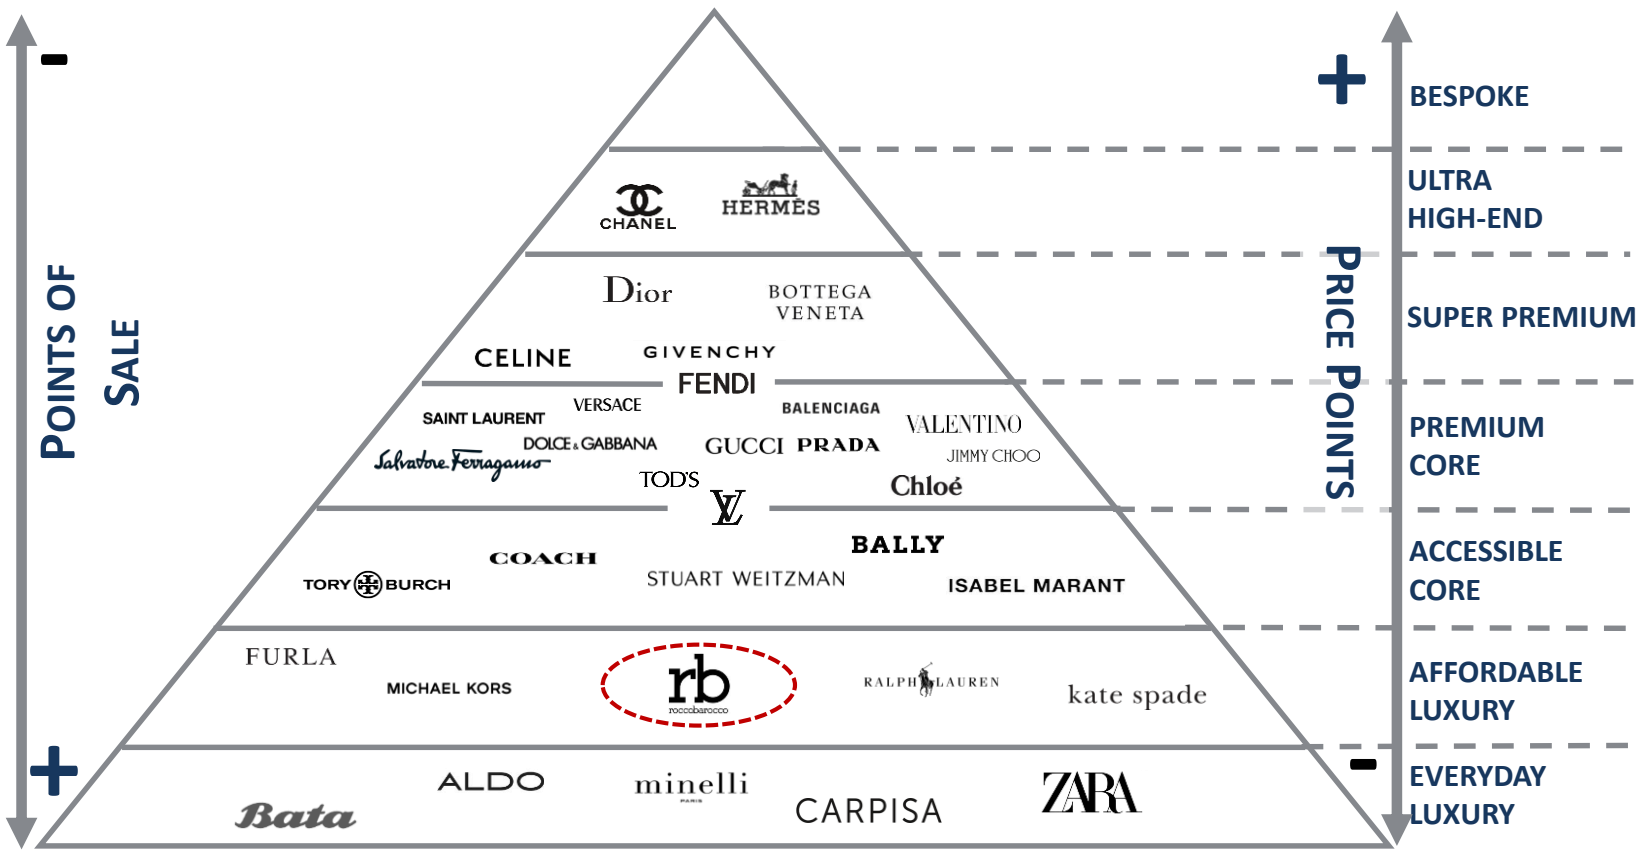 -
+
BESPOKE
ULTRA
HIGH-END
CHANEL
HERMÈS
POINTS OF
SALE
PRICE POINTS
Dior
BOTTEGA
VENETA
SUPER PREMIUM
CELINE
GIVENCHY
FENDI
SAINT LAURENT
VERSACE
BALENCIAGA
VALENTINO
PREMIUM
CORE
Salvatore Ferragamo
DOLCE & GABBANA
GUCCI
PRADA
JIMMY CHOO
TOD'S
Chloé
LV
COACH
BALLY
ACCESSIBLE
CORE
TORY BURCH
STUART WEITZMAN
ISABEL MARANT
FURLA
MICHAEL KORS
rb
roccobarocco
RALPH LAUREN
kate spade
AFFORDABLE
LUXURY
+
-
Bata
ALDO
minelli
PARIS
CARPISA
ZARA
EVERYDAY
LUXURY